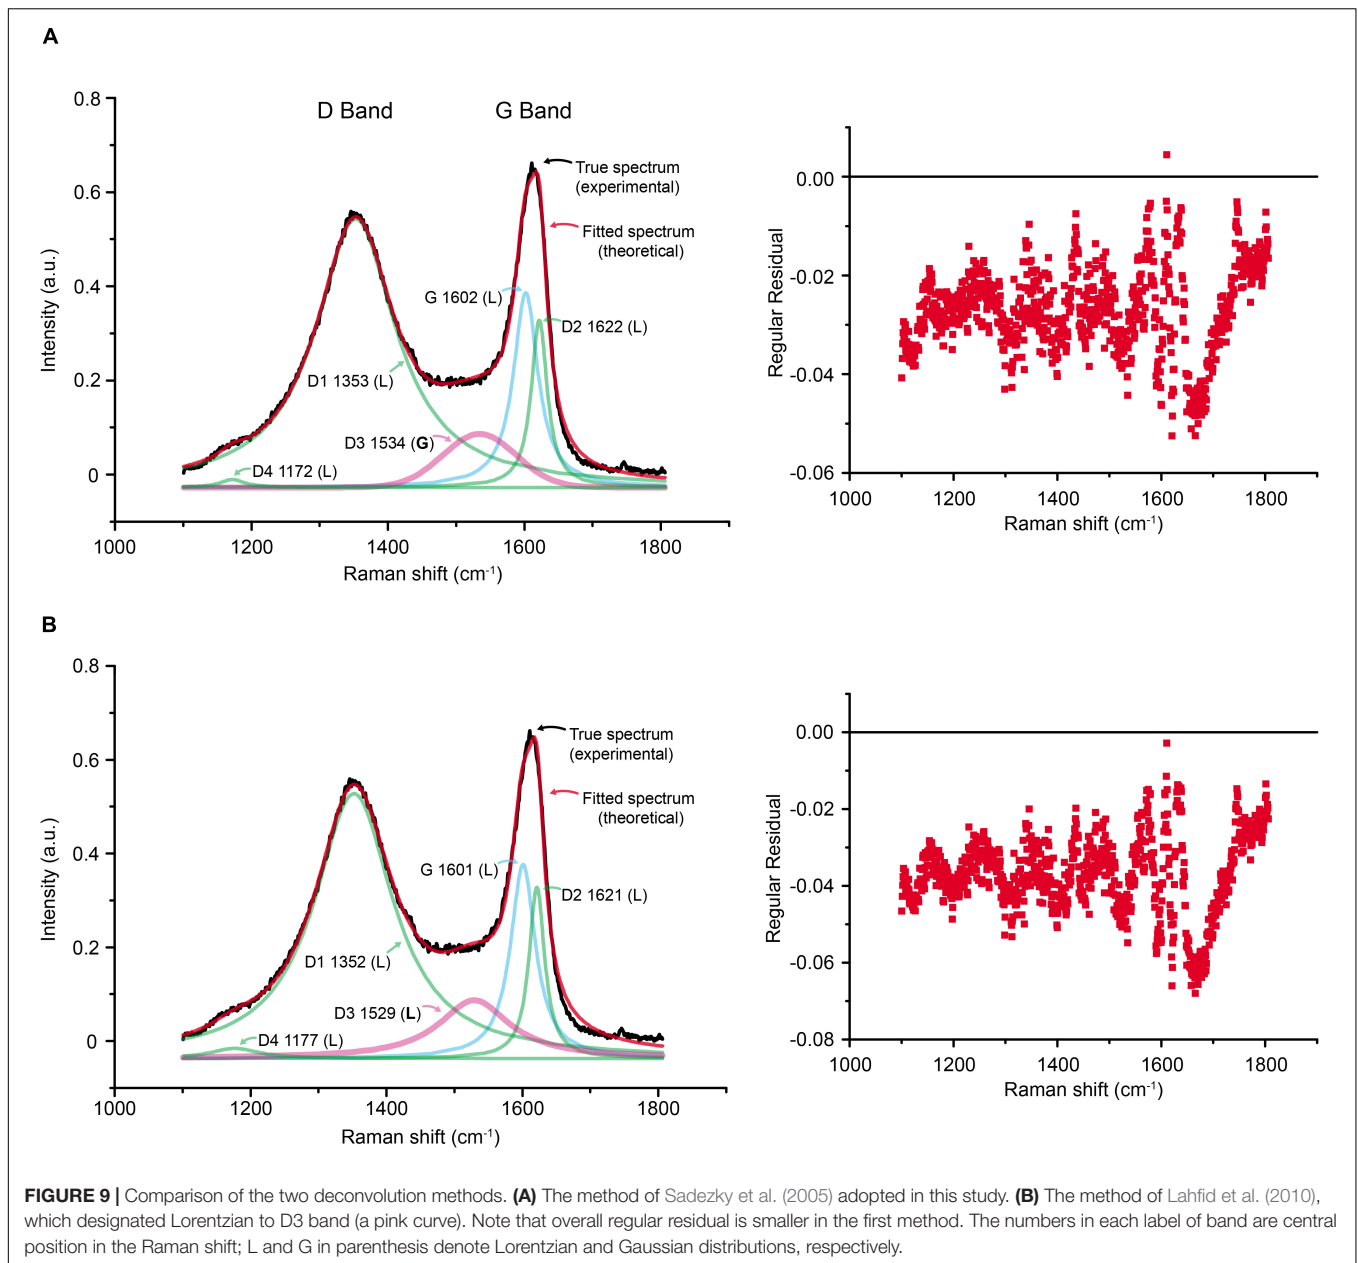 A
D Band
G Band
True spectrum
(experimental)
Fitted spectrum
(theoretical)
G 1602 (L)
D2 1622 (L)
D1 1353 (L)
D3 1534 (G)
D4 1172 (L)
0.8
0.6
0.4
0.2
0
Intensity (a.u.)
1000
1200
1400
1600
1800
Raman shift (cm-1)
0.00
-0.02
-0.04
-0.06
Regular Residual
1000
1200
1400
1600
1800
Raman shift (cm-1)
B
True spectrum
(experimental)
Fitted spectrum
(theoretical)
G 1601 (L)
D2 1621 (L)
D1 1352 (L)
D3 1529 (L)
D4 1177 (L)
0.8
0.6
0.4
0.2
0
Intensity (a.u.)
1000
1200
1400
1600
1800
Raman shift (cm-1)
0.00
-0.02
-0.04
-0.06
-0.08
Regular Residual
1000
1200
1400
1600
1800
Raman shift (cm-1)
FIGURE 9 | Comparison of the two deconvolution methods. (A) The method of Sadezky et al. (2005) adopted in this study. (B) The method of Lahfid et al. (2010),
which designated Lorentzian to D3 band (a pink curve). Note that overall regular residual is smaller in the first method. The numbers in each label of band are central
position in the Raman shift; L and G in parenthesis denote Lorentzian and Gaussian distributions, respectively.